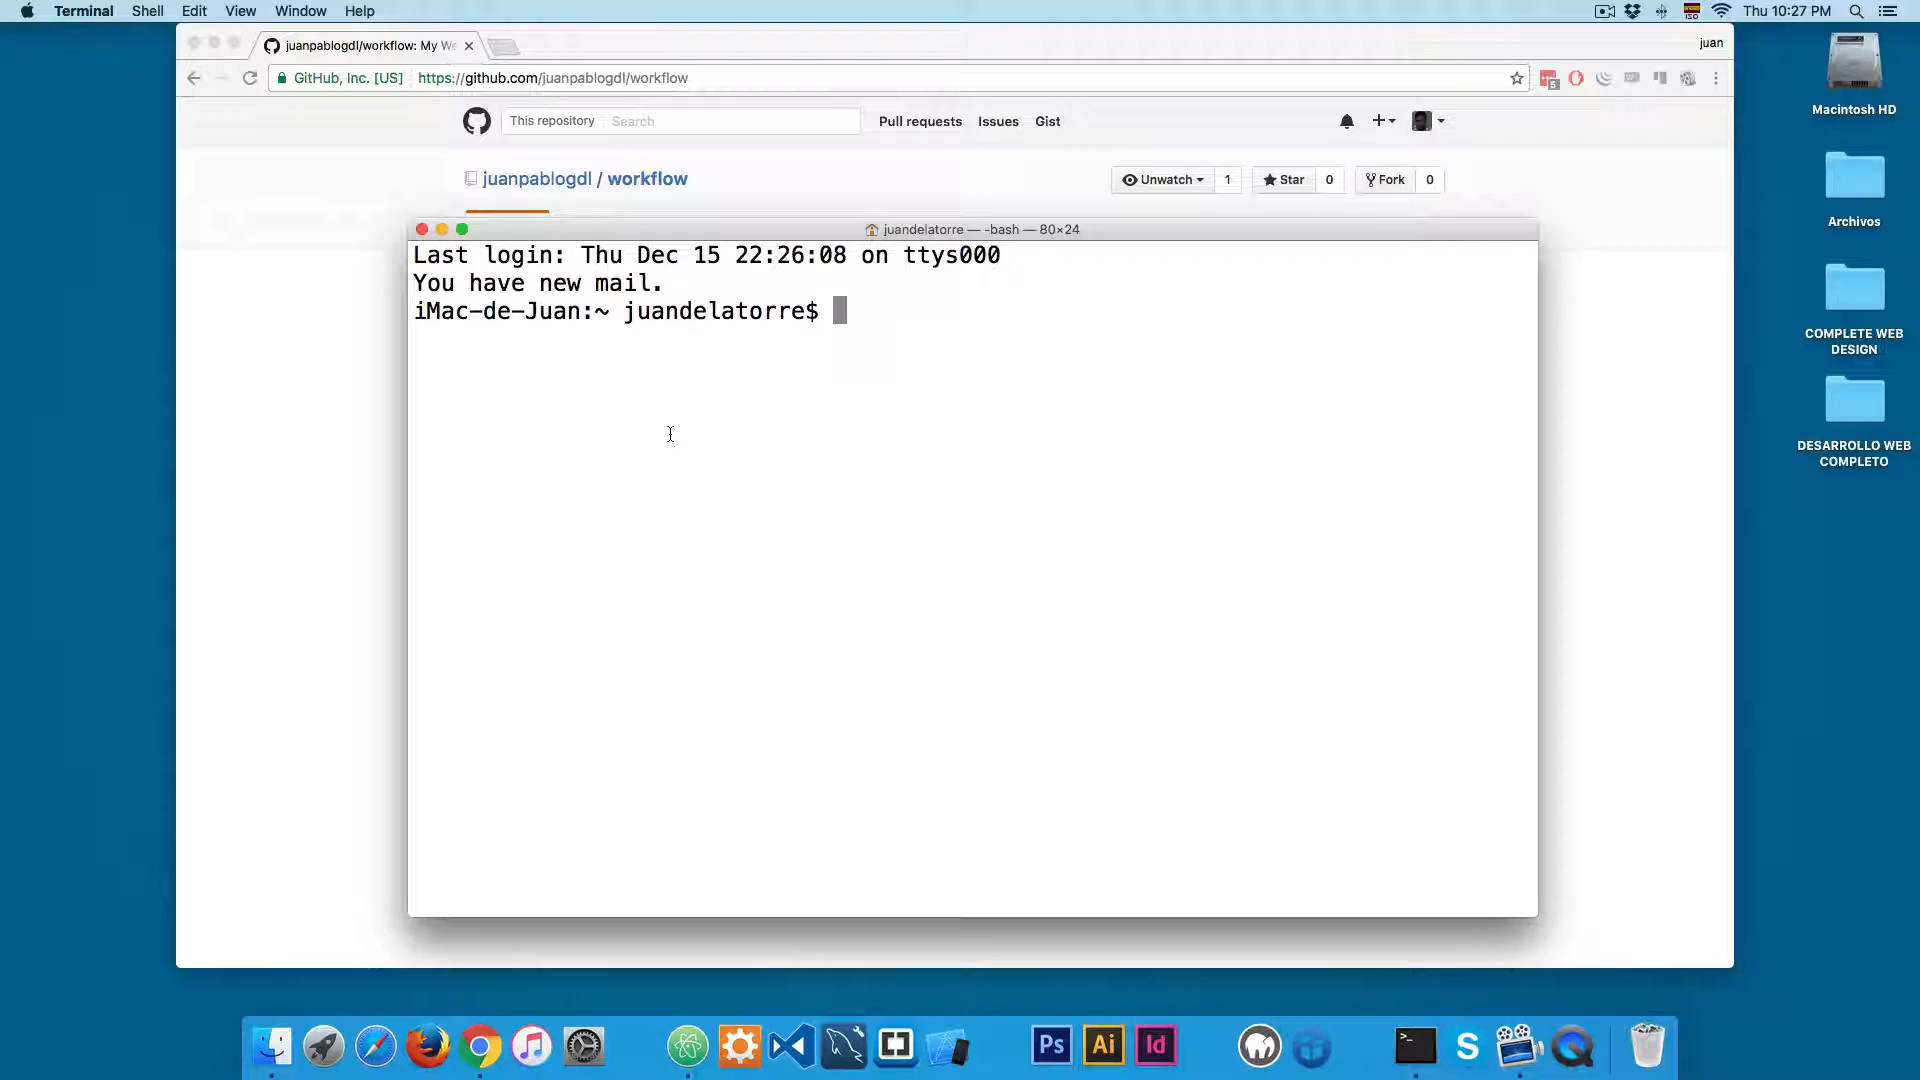 Terminal Shell Edit View Window Help
Thu 10:27 PM
juanpablogdl/workflow: My We
juan
GitHub, Inc. [US] https://github.com/juanpablogdl/workflow
This repository Search Pull requests Issues Gist
juanpablogdl / workflow
Unwatch 1 Star 0 Fork 0
juandelatorre — -bash — 80×24
Last login: Thu Dec 15 22:26:08 on ttys000
You have new mail.
iMac-de-Juan:~ juandelatorre$
Macintosh HD
Archivos
COMPLETE WEB
DESIGN
DESARROLLO WEB
COMPLETO
Ps Ai Id